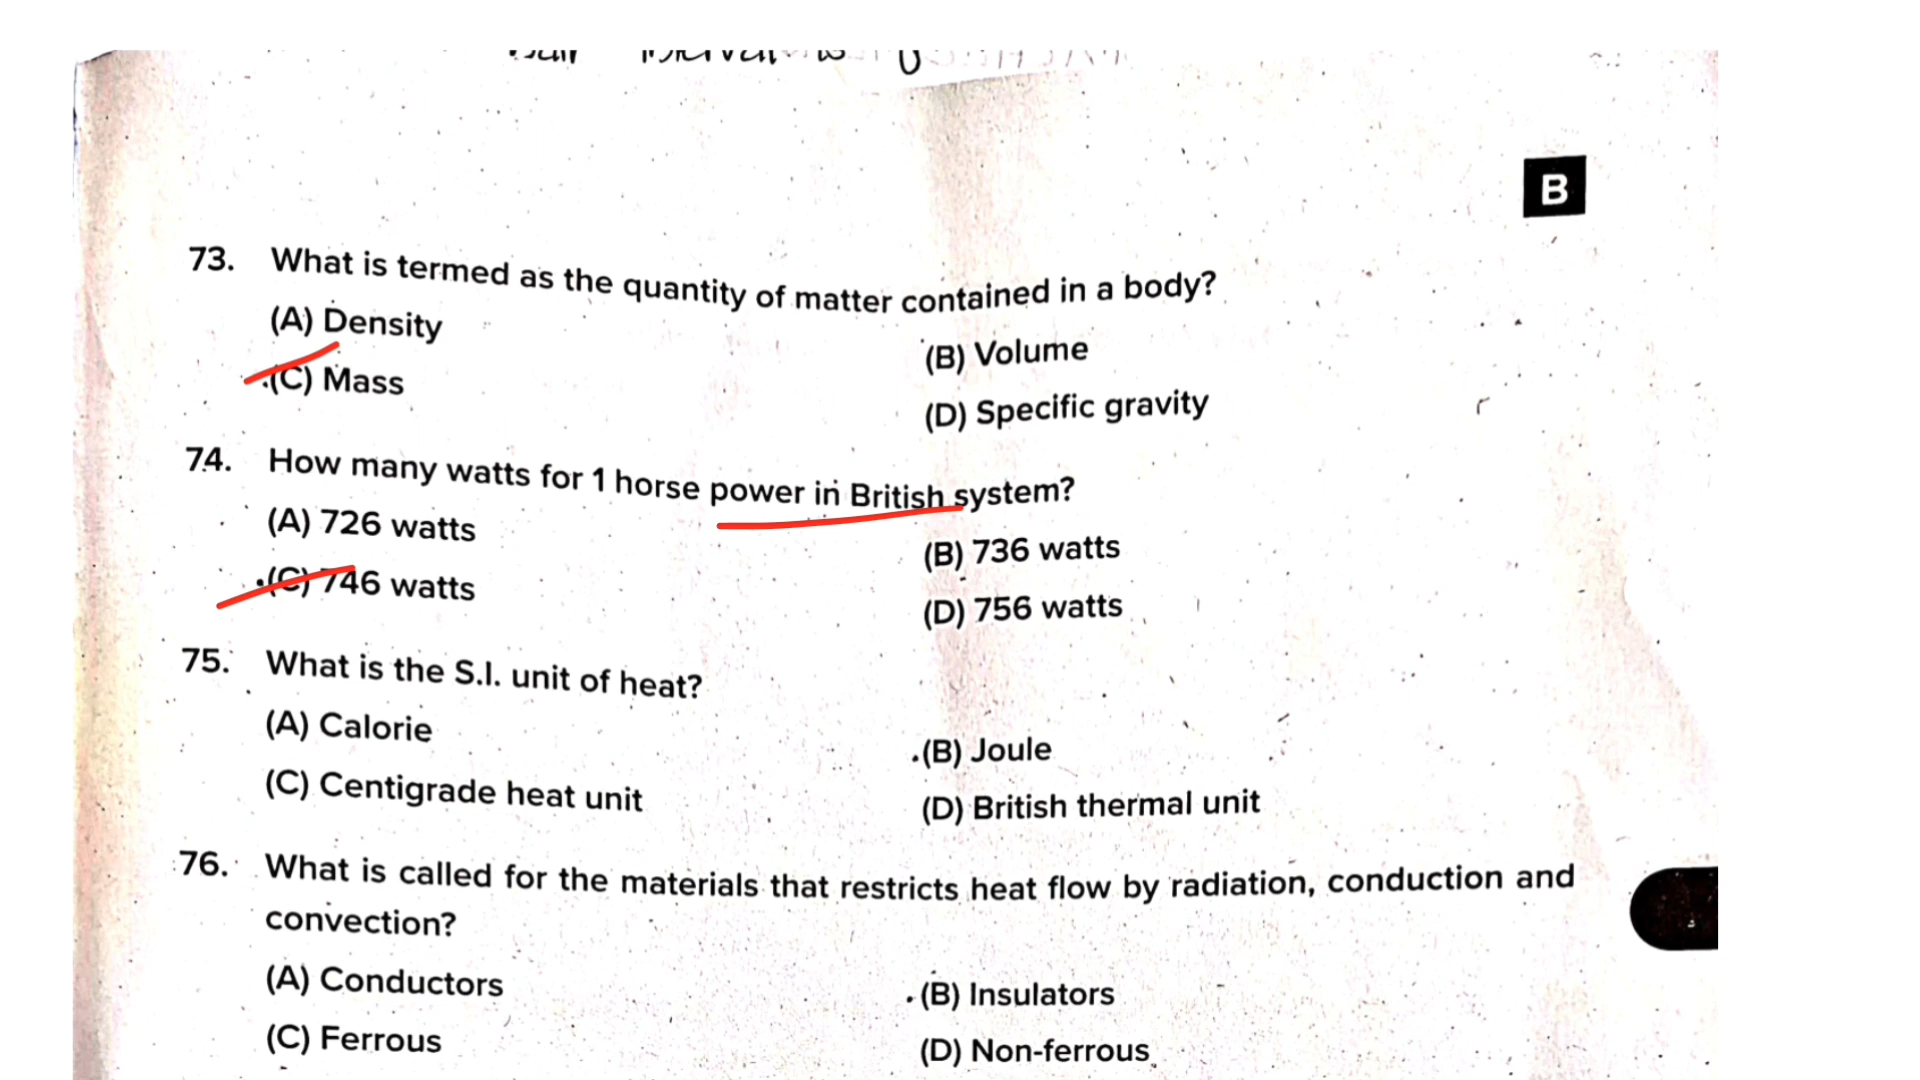 B
73. What is termed as the quantity of matter contained in a body?
(A) Density
(B) Volume
(C) Mass
(D) Specific gravity
74. How many watts for 1 horse power in British system?
(A) 726 watts
(B) 736 watts
(C) 746 watts
(D) 756 watts
75. What is the S.I. unit of heat?
(A) Calorie
(B) Joule
(C) Centigrade heat unit
(D) British thermal unit
76. What is called for the materials that restricts heat flow by radiation, conduction and
convection?
(A) Conductors
(B) Insulators
(C) Ferrous
(D) Non-ferrous